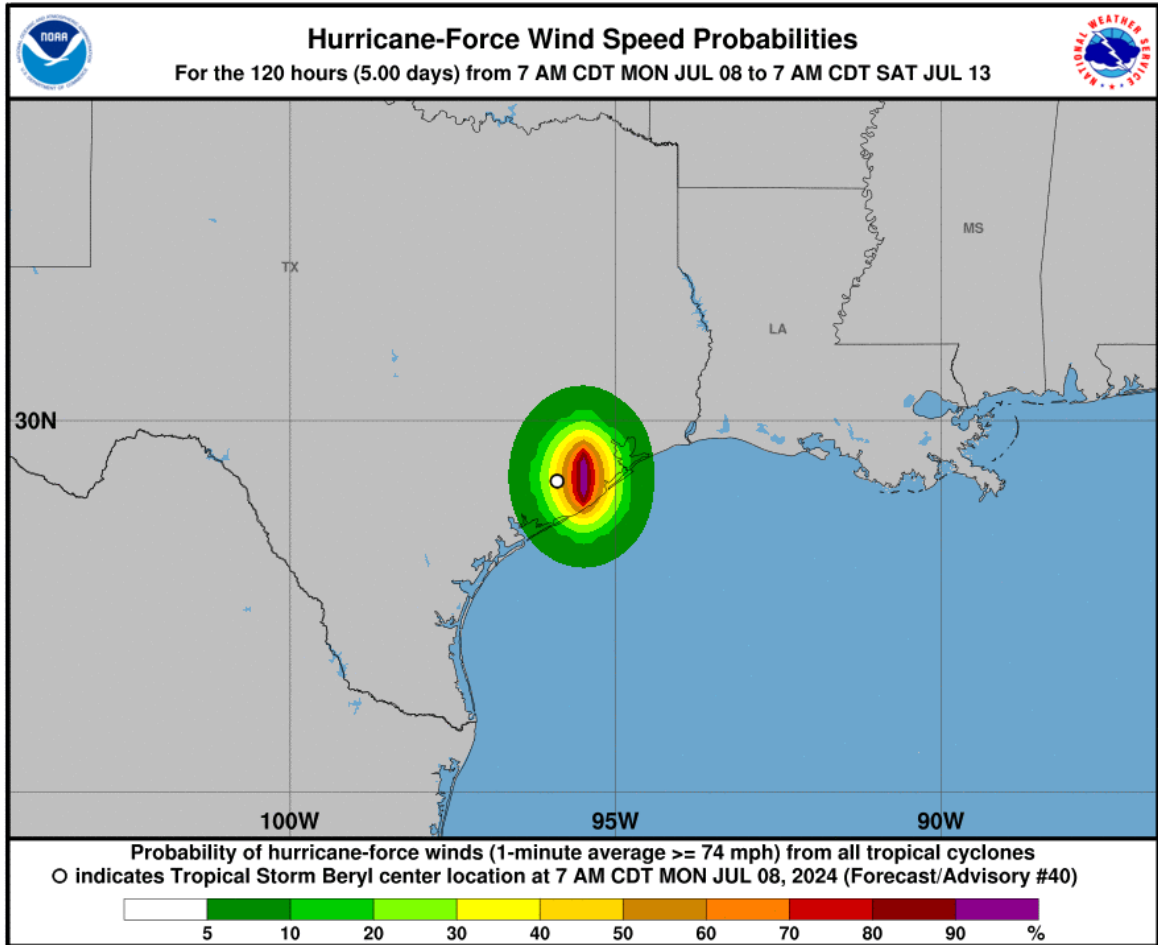 NOAA
NATIONAL WEATHER SERVICE
Hurricane-Force Wind Speed Probabilities
For the 120 hours (5.00 days) from 7 AM CDT MON JUL 08 to 7 AM CDT SAT JUL 13
MS
TX
LA
30N
100W 95W 90W
Probability of hurricane-force winds (1-minute average >= 74 mph) from all tropical cyclones
indicates Tropical Storm Beryl center location at 7 AM CDT MON JUL 08, 2024 (Forecast/Advisory #40)
5 10 20 30 40 50 60 70 80 90 %